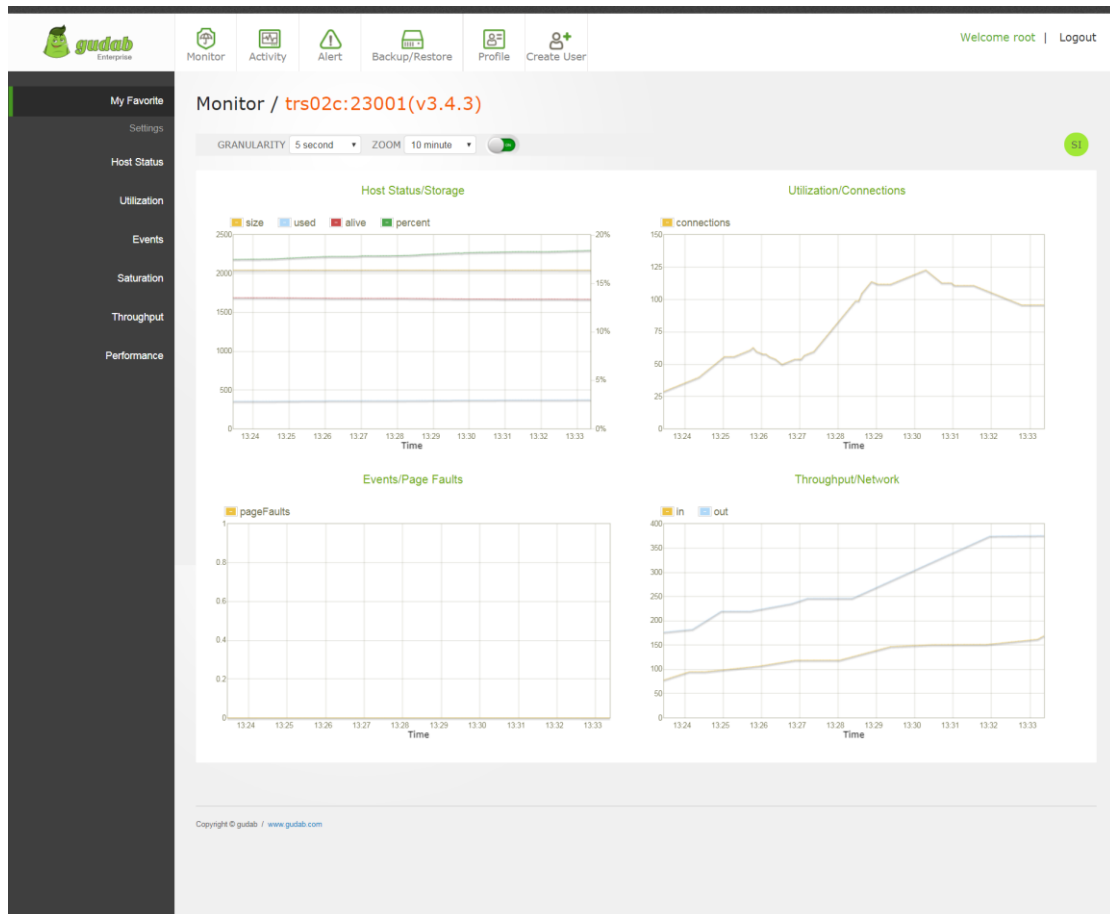 gudab
Enterprise
Monitor Activity Alert Backup/Restore Profile Create User
Welcome root | Logout
My Favorite
Settings
Host Status
Utilization
Events
Saturation
Throughput
Performance
Monitor / trs02c:23001(v3.4.3)
GRANULARITY 5 second ZOOM 10 minute ON
SI
Host Status/Storage
size used alive percent
2500 20%
2000
15%
1500
10%
1000
5%
500
0 0%
13:24 13:25 13:26 13:27 13:28 13:29 13:30 13:31 13:32 13:33
Time
Utilization/Connections
connections
150
125
100
75
50
25
0
13:24 13:25 13:26 13:27 13:28 13:29 13:30 13:31 13:32 13:33
Time
Events/Page Faults
pageFaults
1
0.8
0.6
0.4
0.2
0
13:24 13:25 13:26 13:27 13:28 13:29 13:30 13:31 13:32 13:33
Time
Throughput/Network
in out
400
350
300
250
200
150
100
50
0
13:24 13:25 13:26 13:27 13:28 13:29 13:30 13:31 13:32 13:33
Time
Copyright © gudab / www.gudab.com